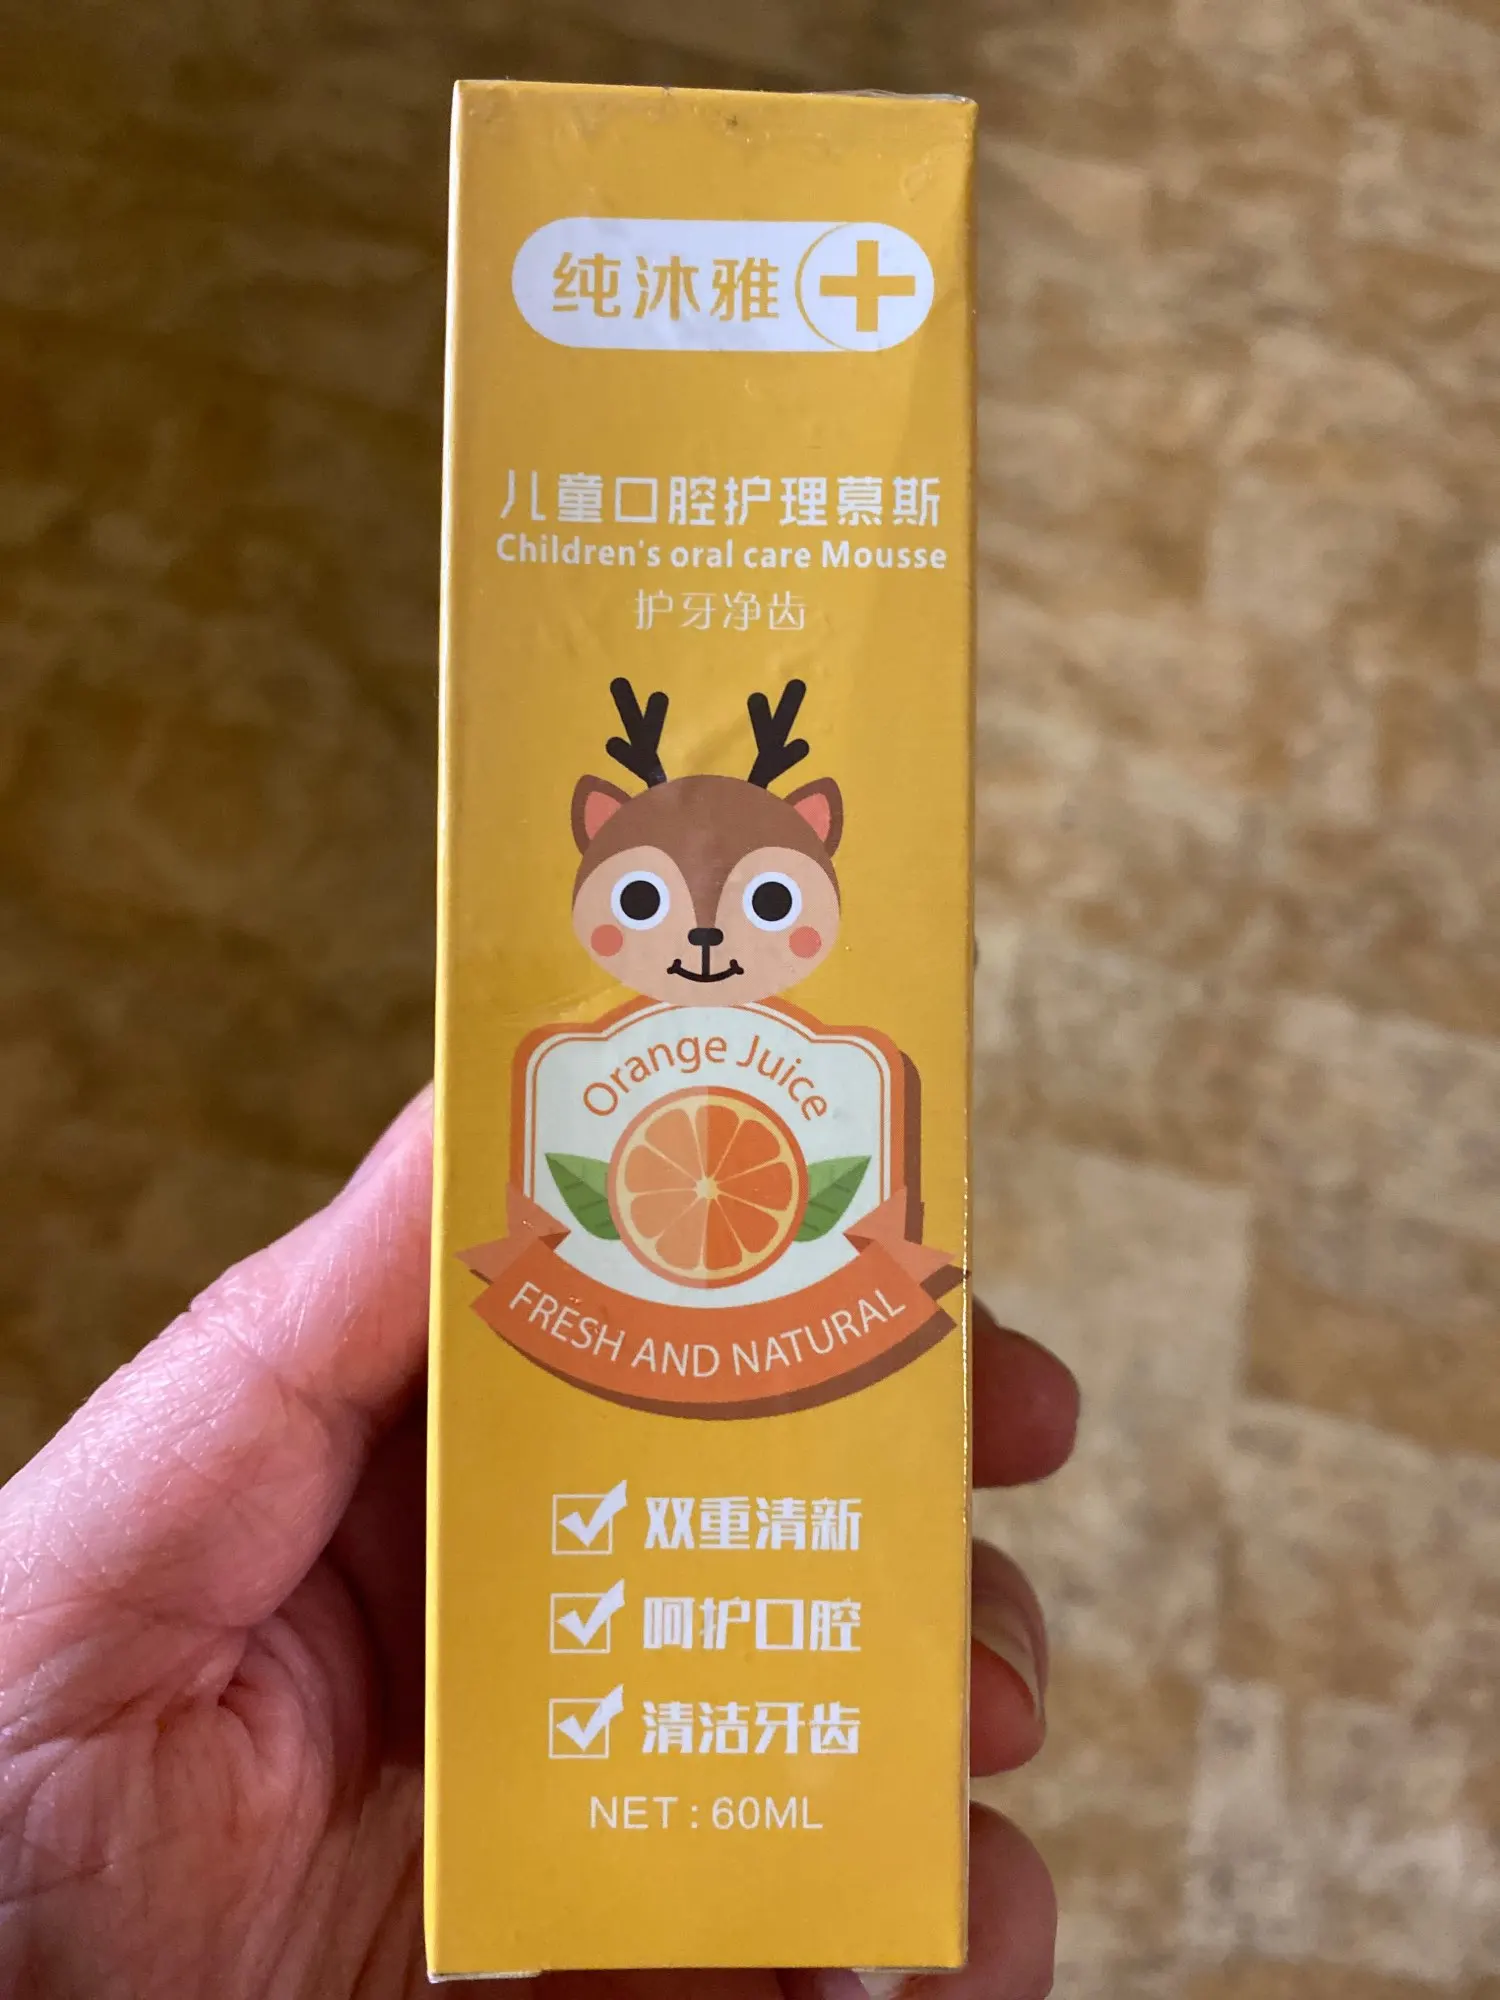 纯沐雅
儿童口腔护理慕斯
Children's oral care Mousse
护牙净齿
Orange Juice
FRESH AND NATURAL
双重清新
呵护口腔
清洁牙齿
NET : 60ML